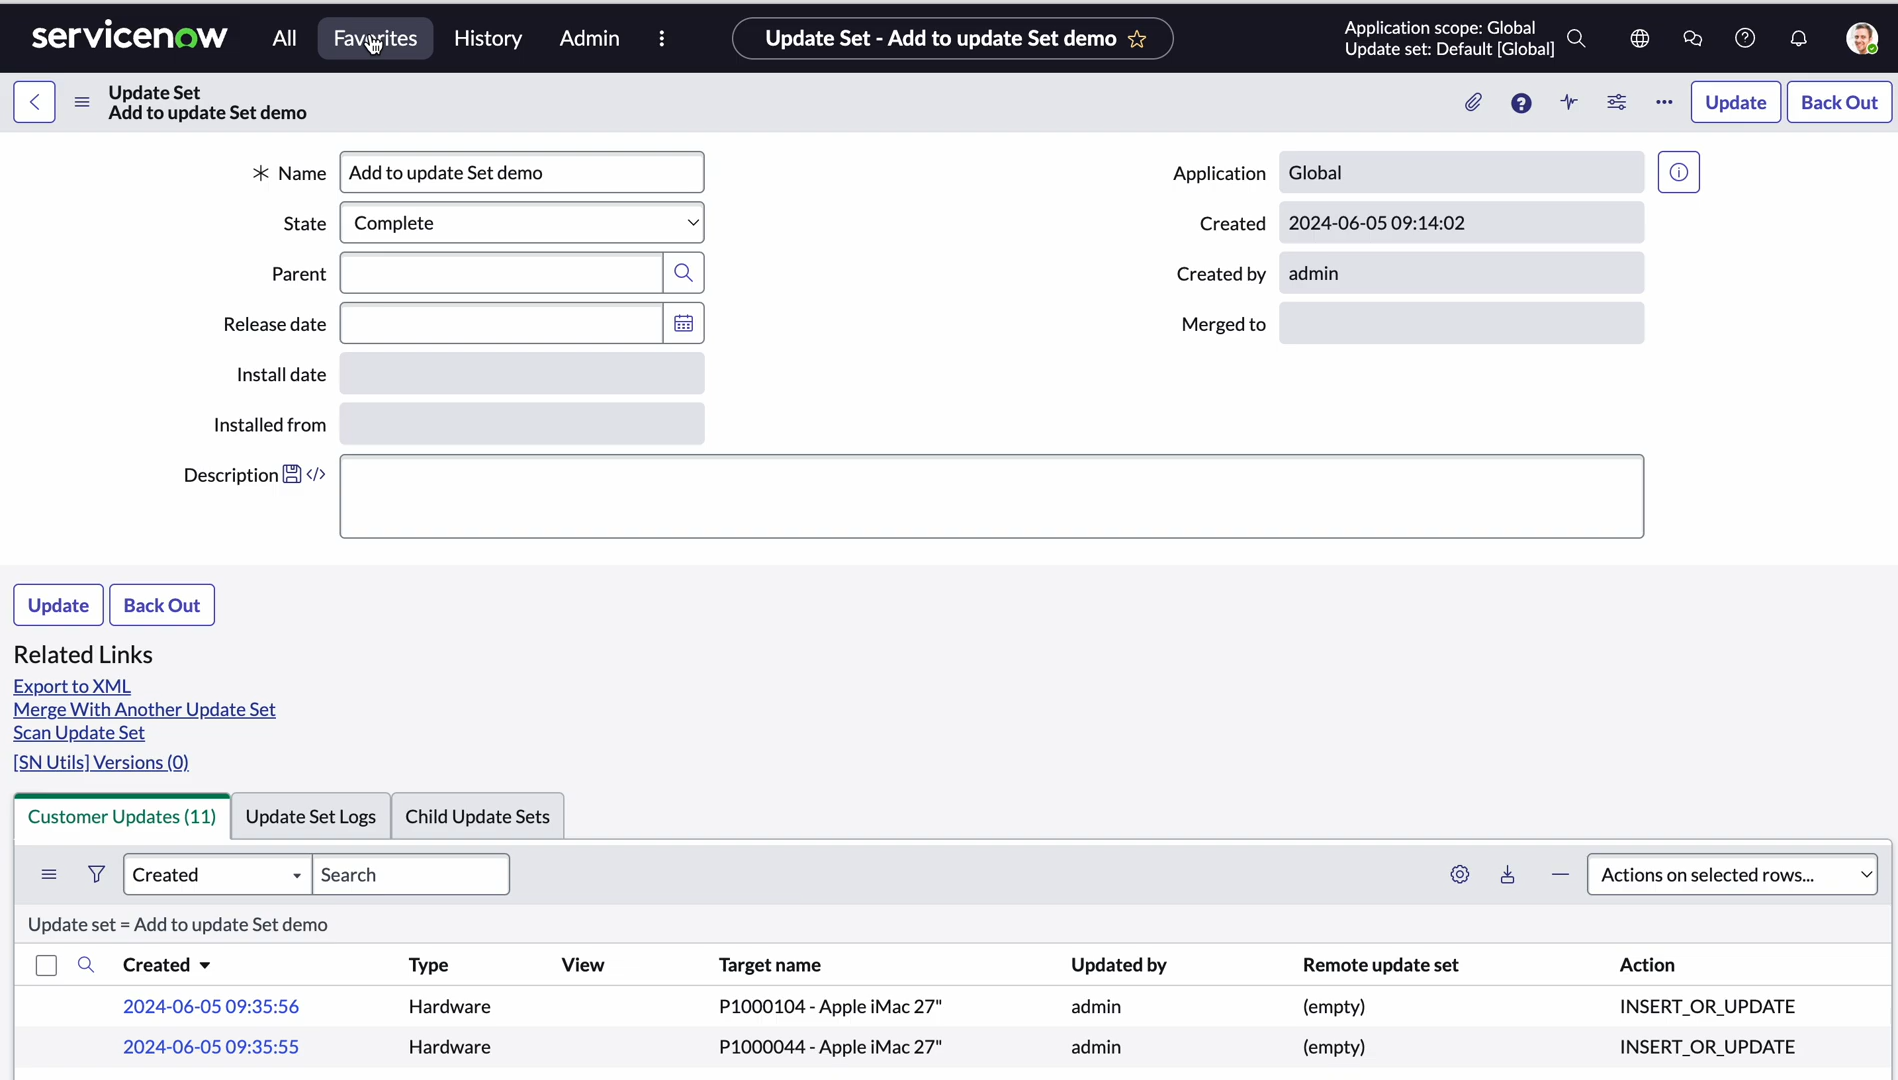 servicenow All Favorites History Admin Update Set - Add to update Set demo
Application scope: Global
Update set: Default [Global]
Update Set
Add to update Set demo
Update Back Out
Name Add to update Set demo
Application Global
State Complete
Created 2024-06-05 09:14:02
Parent
Created by admin
Release date
Merged to
Install date
Installed from
Description
Update Back Out
Related Links
Export to XML
Merge With Another Update Set
Scan Update Set
[SN Utils] Versions (0)
Customer Updates (11) Update Set Logs Child Update Sets
Created Search Actions on selected rows...
Update set = Add to update Set demo
Created Type View Target name Updated by Remote update set Action
2024-06-05 09:35:56 Hardware P1000104 - Apple iMac 27" admin (empty) INSERT_OR_UPDATE
2024-06-05 09:35:55 Hardware P1000044 - Apple iMac 27" admin (empty) INSERT_OR_UPDATE